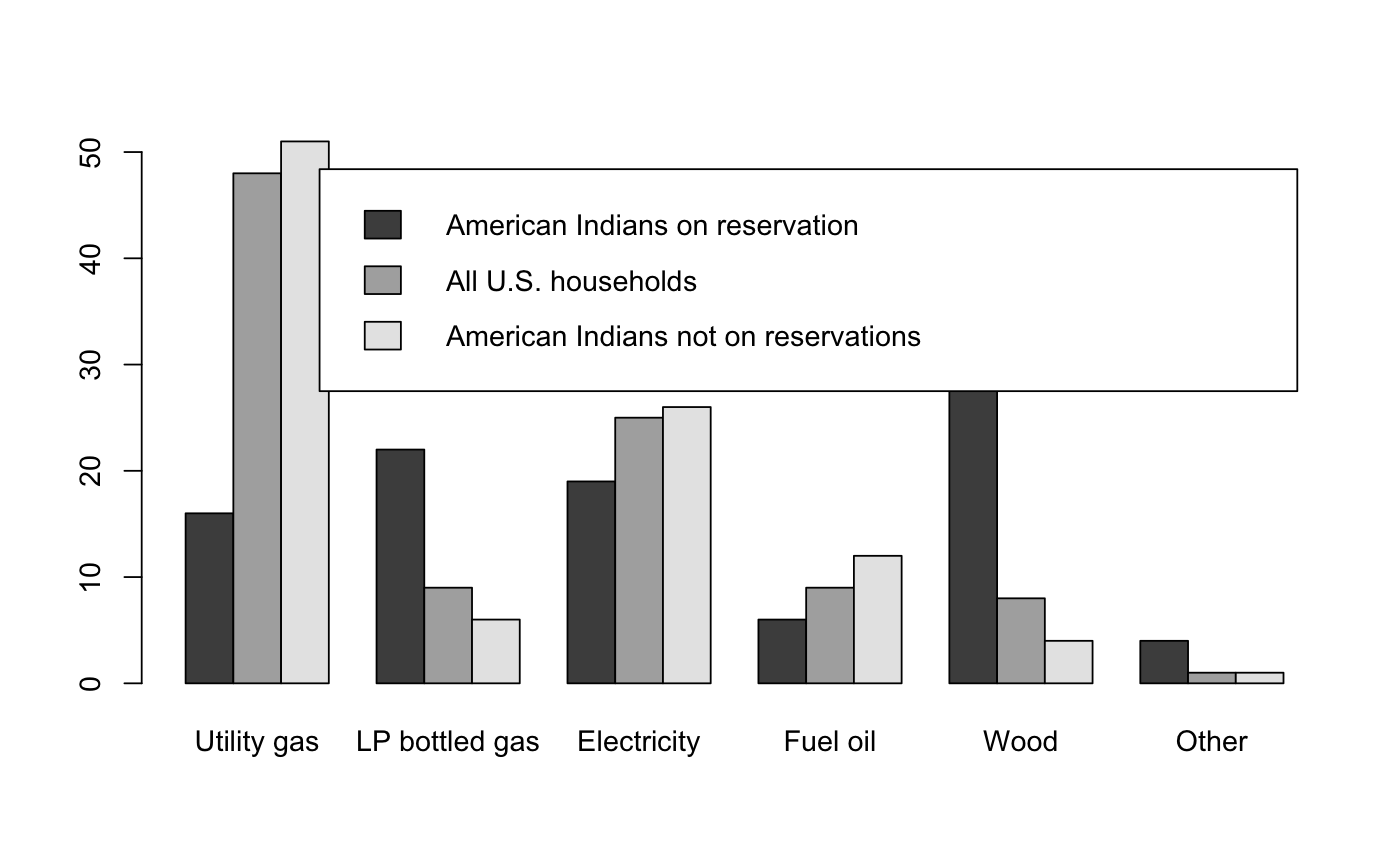 50
40
30
20
10
0
American Indians on reservation
All U.S. households
American Indians not on reservations
Utility gas LP bottled gas Electricity Fuel oil Wood Other